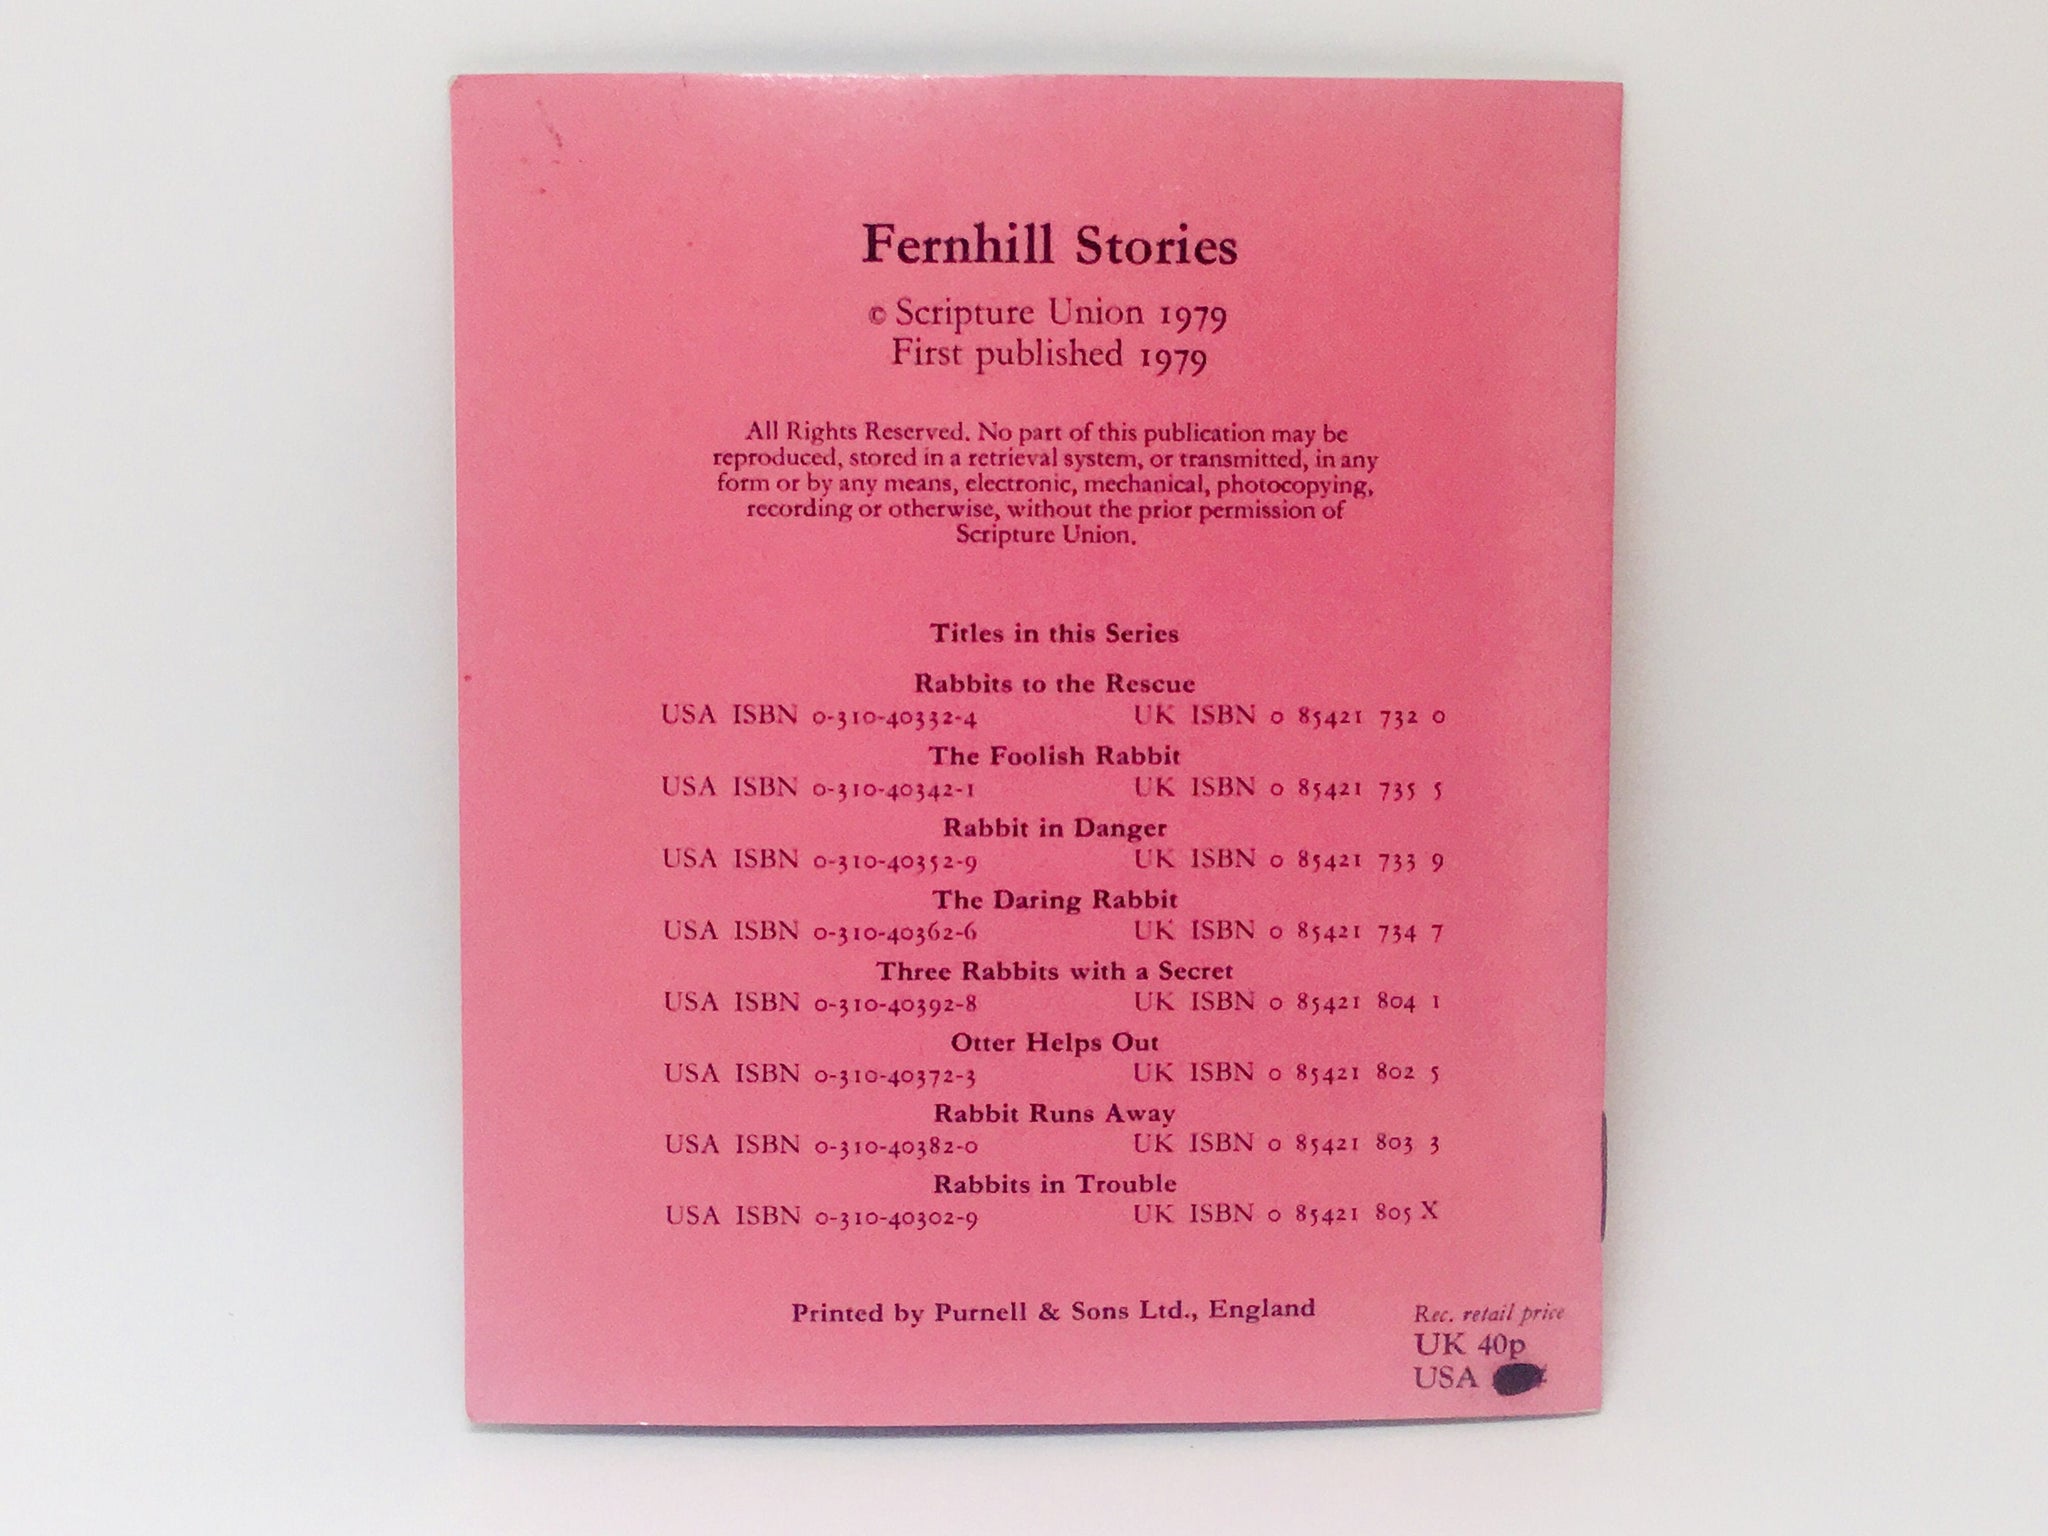 Fernhill Stories
© Scripture Union 1979
First published 1979
All Rights Reserved. No part of this publication may be
reproduced, stored in a retrieval system, or transmitted, in any
form or by any means, electronic, mechanical, photocopying,
recording or otherwise, without the prior permission of
Scripture Union.
Titles in this Series
Rabbits to the Rescue
USA ISBN 0-310-40332-4 UK ISBN 0 85421 732 0
The Foolish Rabbit
USA ISBN 0-310-40342-1 UK ISBN 0 85421 735 5
Rabbit in Danger
USA ISBN 0-310-40352-9 UK ISBN 0 85421 733 9
The Daring Rabbit
USA ISBN 0-310-40362-6 UK ISBN 0 85421 734 7
Three Rabbits with a Secret
USA ISBN 0-310-40392-8 UK ISBN 0 85421 804 1
Otter Helps Out
USA ISBN 0-310-40372-3 UK ISBN 0 85421 802 5
Rabbit Runs Away
USA ISBN 0-310-40382-0 UK ISBN 0 85421 803 3
Rabbits in Trouble
USA ISBN 0-310-40302-9 UK ISBN 0 85421 805 X
Printed by Purnell & Sons Ltd., England
Rec. retail price
UK 40p
USA